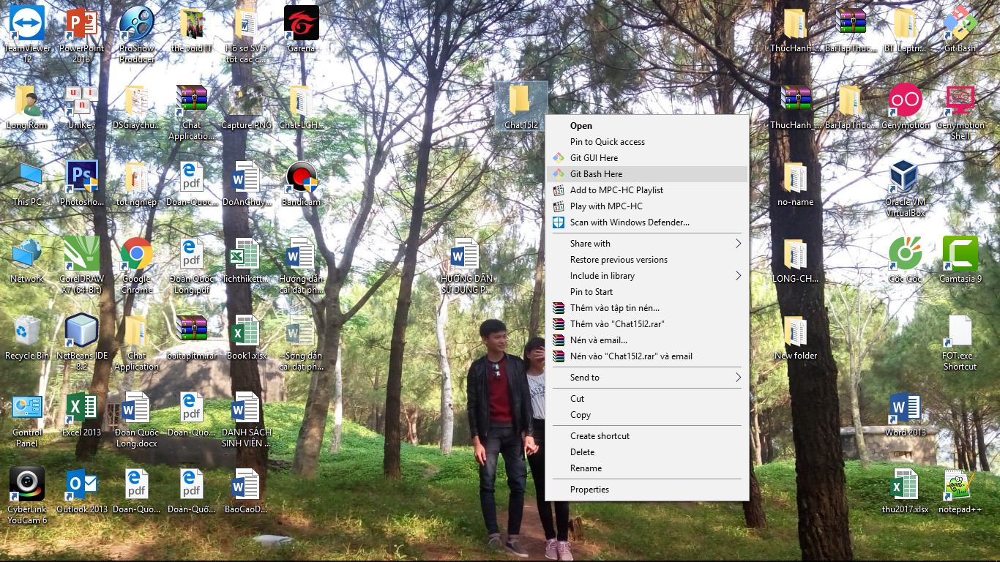 TeamViewer
12
PowerPoint
2013
ProShow
Producer
the void IT
Hồ sơ SV 5
tốt các c...
Garena
ThucHanh_...
BaiTapThuc...
BT_Laptri...
Git Bash
Long Rom
UniKey
DSGiaychu...
Chat
Applicatio...
Capture.PNG
Chat-LCH...
Chat15l2
ThucHanh_...
BaiTapThuc...
Genymotion
Genymotion
Shell
This PC
Photosho...
tot nghiep
Doan-Quoc...
DoAnChuy...
Bandicam
no-name
Oracle VM
VirtualBox
Network
CorelDRAW
X7 (64-Bit)
Google
Chrome
Đoàn Quốc
Long.pdf
lichthikett...
Hướng dẫn
cài đặt ph...
HƯỚNG DẪN
SỬ DỤNG P...
LONG-CH...
Cốc Cốc
Camtasia 9
Recycle Bin
NetBeans IDE
8.2
Chat
Application
baitapltm.rar
Book1.xlsx
~$ơng dẫn
cài đặt ph...
New folder
FOT.exe -
Shortcut
Control
Panel
Excel 2013
Đoàn Quốc
Long.docx
Doan-Quo...
DANH SÁCH
SINH VIÊN ...
Word 2013
CyberLink
YouCam 6
Outlook 2013
Doan-Quo...
Đoàn-Quố...
BaoCaoD...
thu2017.xlsx
notepad++
Open
Pin to Quick access
Git GUI Here
Git Bash Here
Add to MPC-HC Playlist
Play with MPC-HC
Scan with Windows Defender...
Share with
Restore previous versions
Include in library
Pin to Start
Thêm vào tập tin nén...
Thêm vào "Chat15l2.rar"
Nén và email...
Nén vào "Chat15l2.rar" và email
Send to
Cut
Copy
Create shortcut
Delete
Rename
Properties